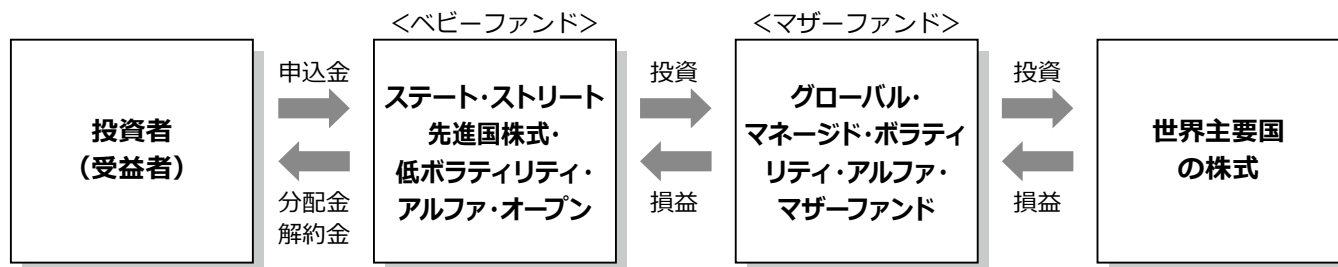 <ベビーファンド>
<マザーファンド>
投資者
(受益者)
申込金
分配金
解約金
ステート・ストリート
先進国株式・
低ボラティリティ・
アルファ・オープン
投資
損益
グローバル・
マネージド・ボラティ
リティ・アルファ・
マザーファンド
投資
損益
世界主要国
の株式